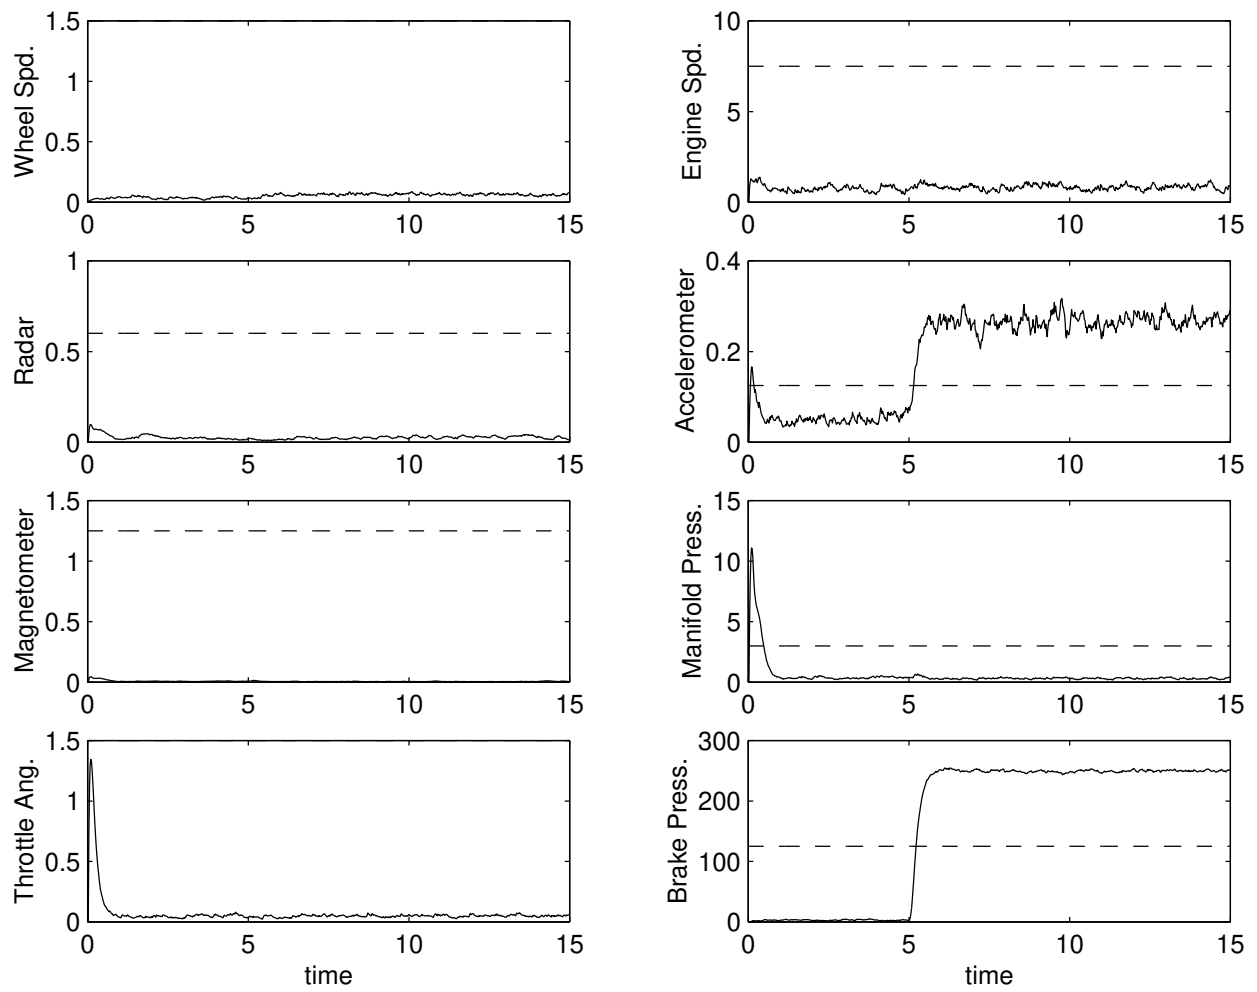 Wheel Spd.
1.5
1
0.5
0
0 5 10 15
Engine Spd.
10
5
0
0 5 10 15
Radar
1
0.5
0
0 5 10 15
Accelerometer
0.4
0.2
0
0 5 10 15
Magnetometer
1.5
1
0.5
0
0 5 10 15
Manifold Press.
15
10
5
0
0 5 10 15
Throttle Ang.
1.5
1
0.5
0
0 5 10 15
time
Brake Press.
300
200
100
0
0 5 10 15
time